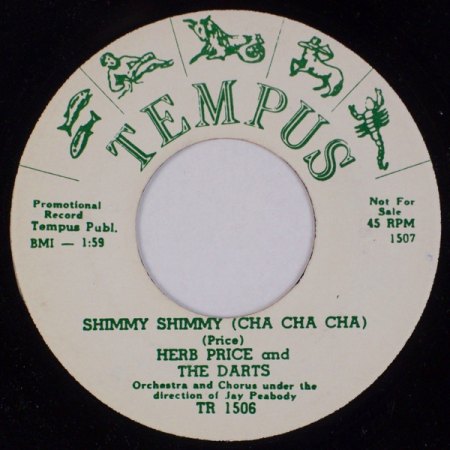 TEMPUS
Promotional
Record
Tempus Publ.
BMI — 1:59
Not For
Sale
45 RPM
1507
SHIMMY SHIMMY (CHA CHA CHA)
(Price)
HERB PRICE and
THE DARTS
Orchestra and Chorus under the
direction of Jay Peabody
TR 1506